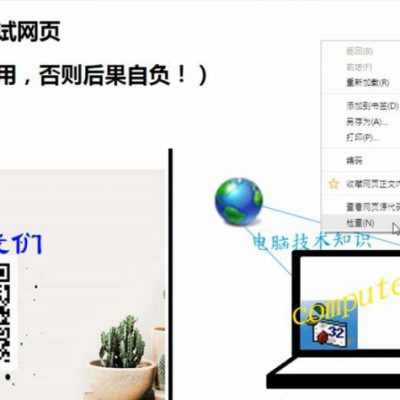 试网页
用，否则后果自负！）
返回(B)
前进(F)
重新加载(R)
添加到书签(D)
另存为(A)...
打印(P)...
编码
收藏网页正文内
查看网页源代码
检查(N)
们
电脑技术知识
compute
32